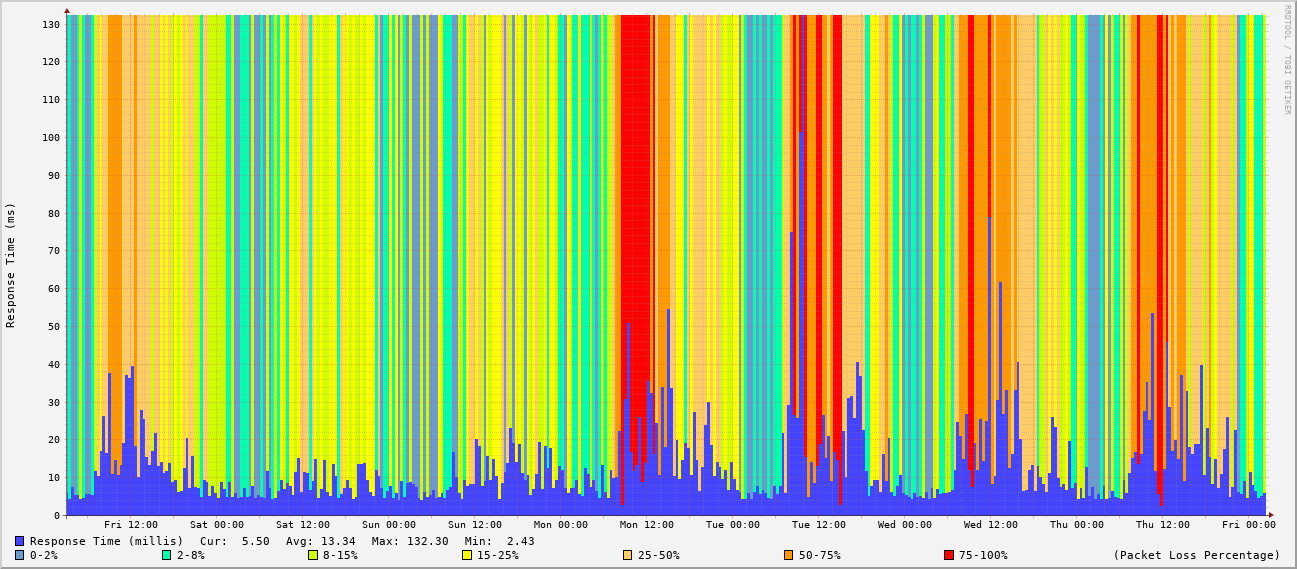 RRDTOOL / TOBI OETIKER
Response Time (ms)
130
120
110
100
90
80
70
60
50
40
30
20
10
0
Fri 12:00 Sat 00:00 Sat 12:00 Sun 00:00 Sun 12:00 Mon 00:00 Mon 12:00 Tue 00:00 Tue 12:00 Wed 00:00 Wed 12:00 Thu 00:00 Thu 12:00 Fri 00:00
Response Time (millis) Cur: 5.50 Avg: 13.34 Max: 132.30 Min: 2.43
0-2% 2-8% 8-15% 15-25% 25-50% 50-75% 75-100% (Packet Loss Percentage)